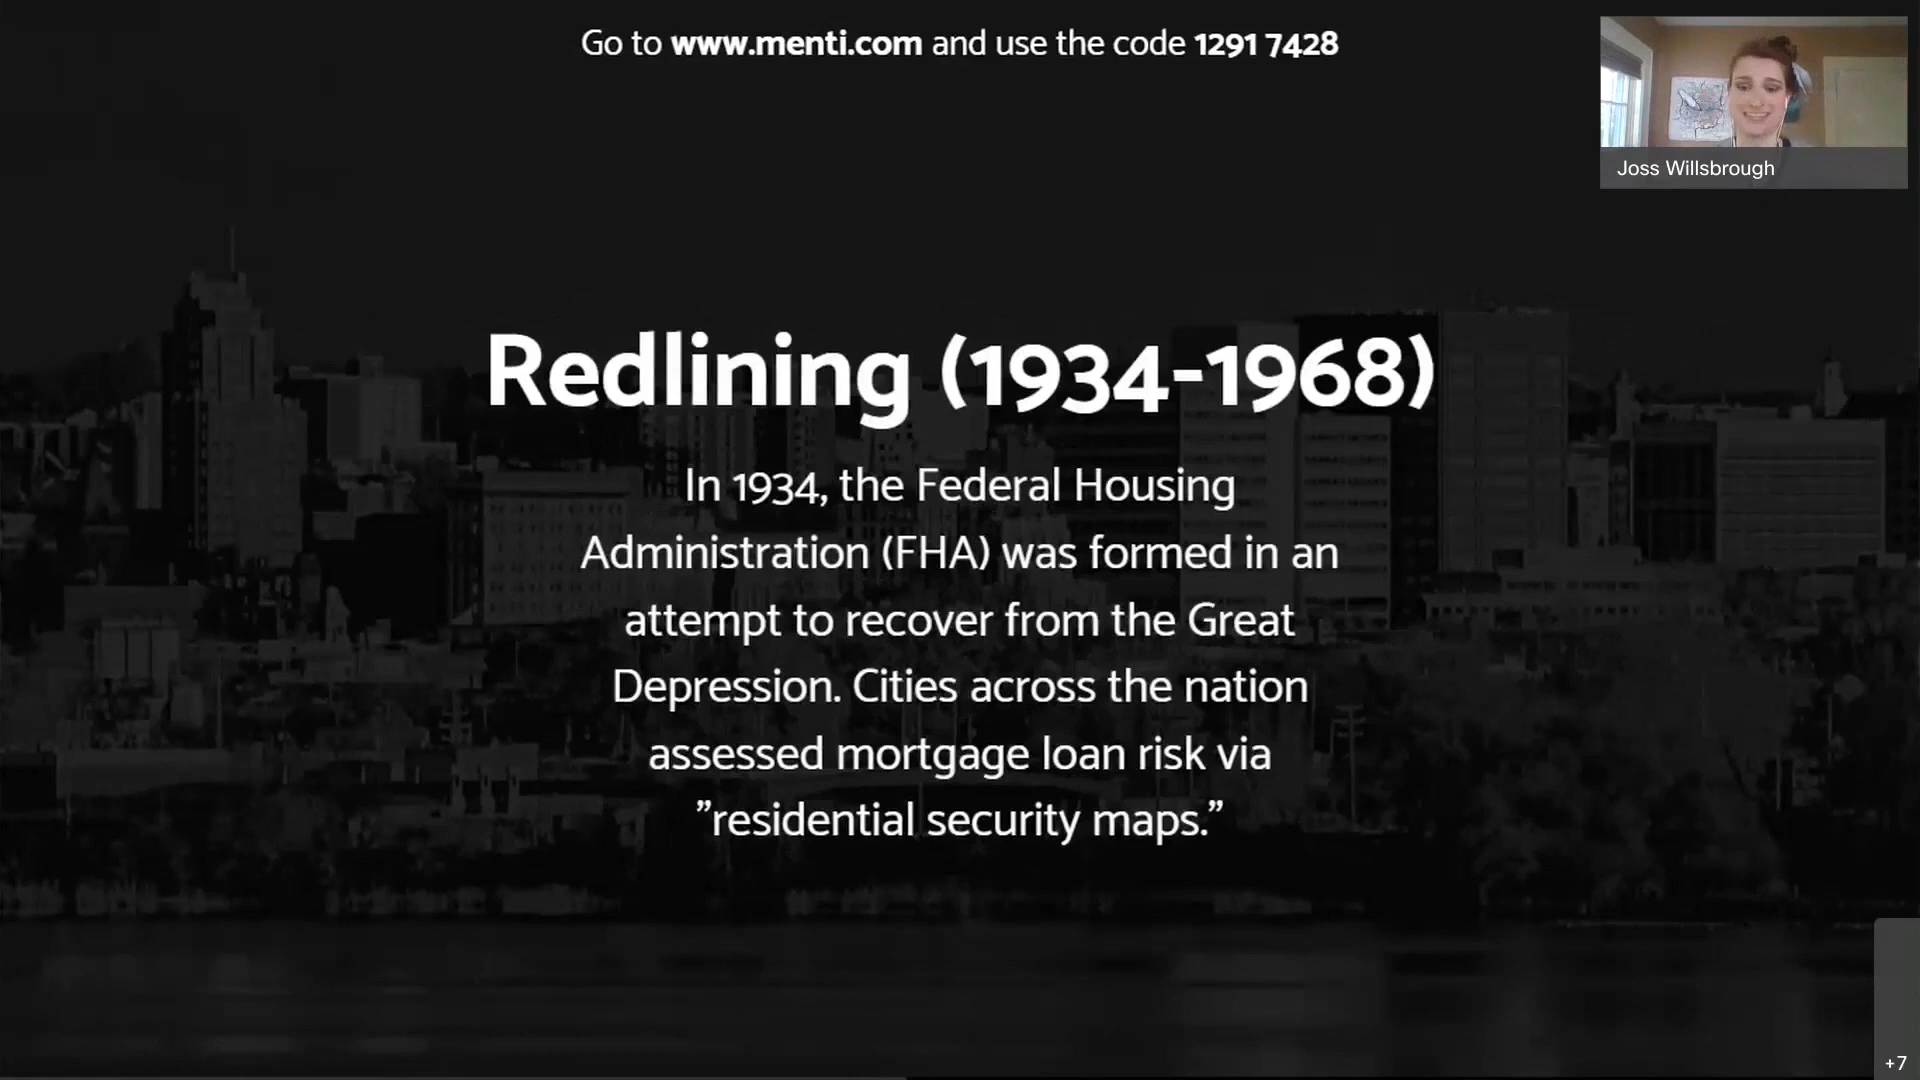 Go to www.menti.com and use the code 1291 7428
Joss Willsbrough
Redlining (1934-1968)
In 1934, the Federal Housing
Administration (FHA) was formed in an
attempt to recover from the Great
Depression. Cities across the nation
assessed mortgage loan risk via
”residential security maps.”
+7